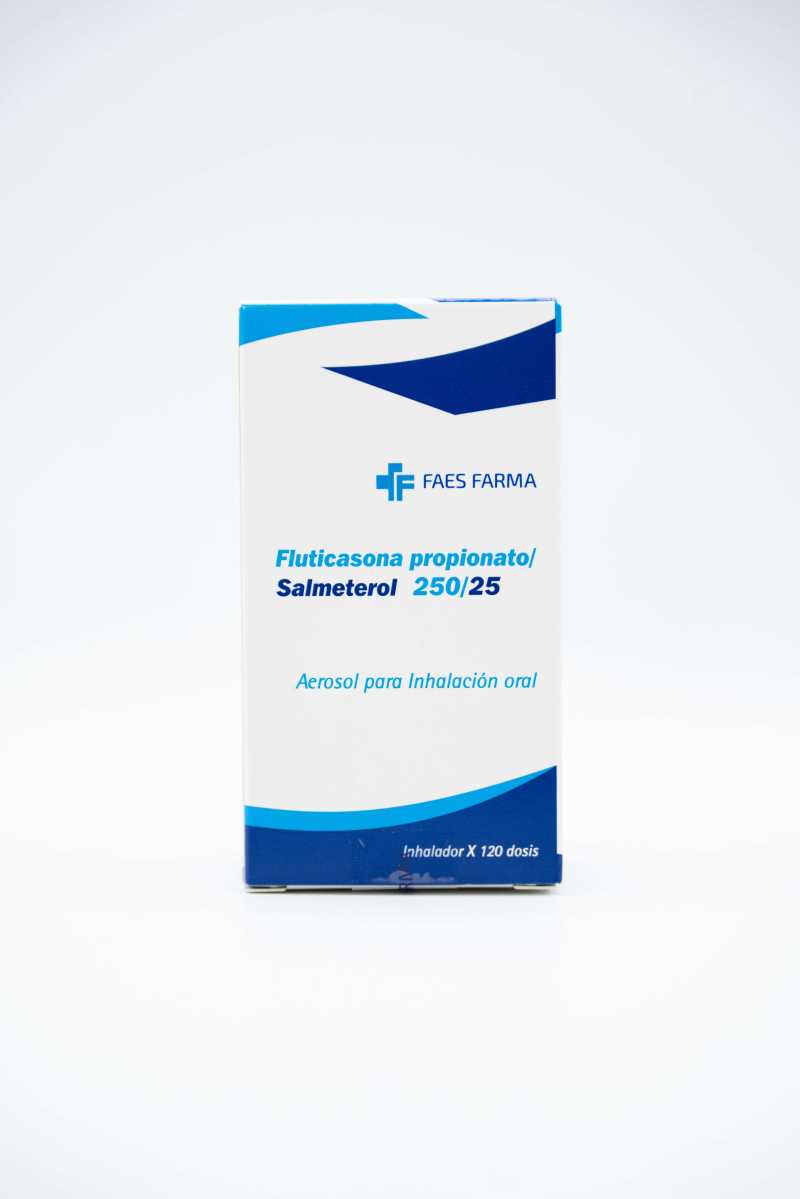 FAES FARMA
Fluticasona propionato/
Salmeterol 250/25
Aerosol para Inhalación oral
Inhalador X 120 dosis